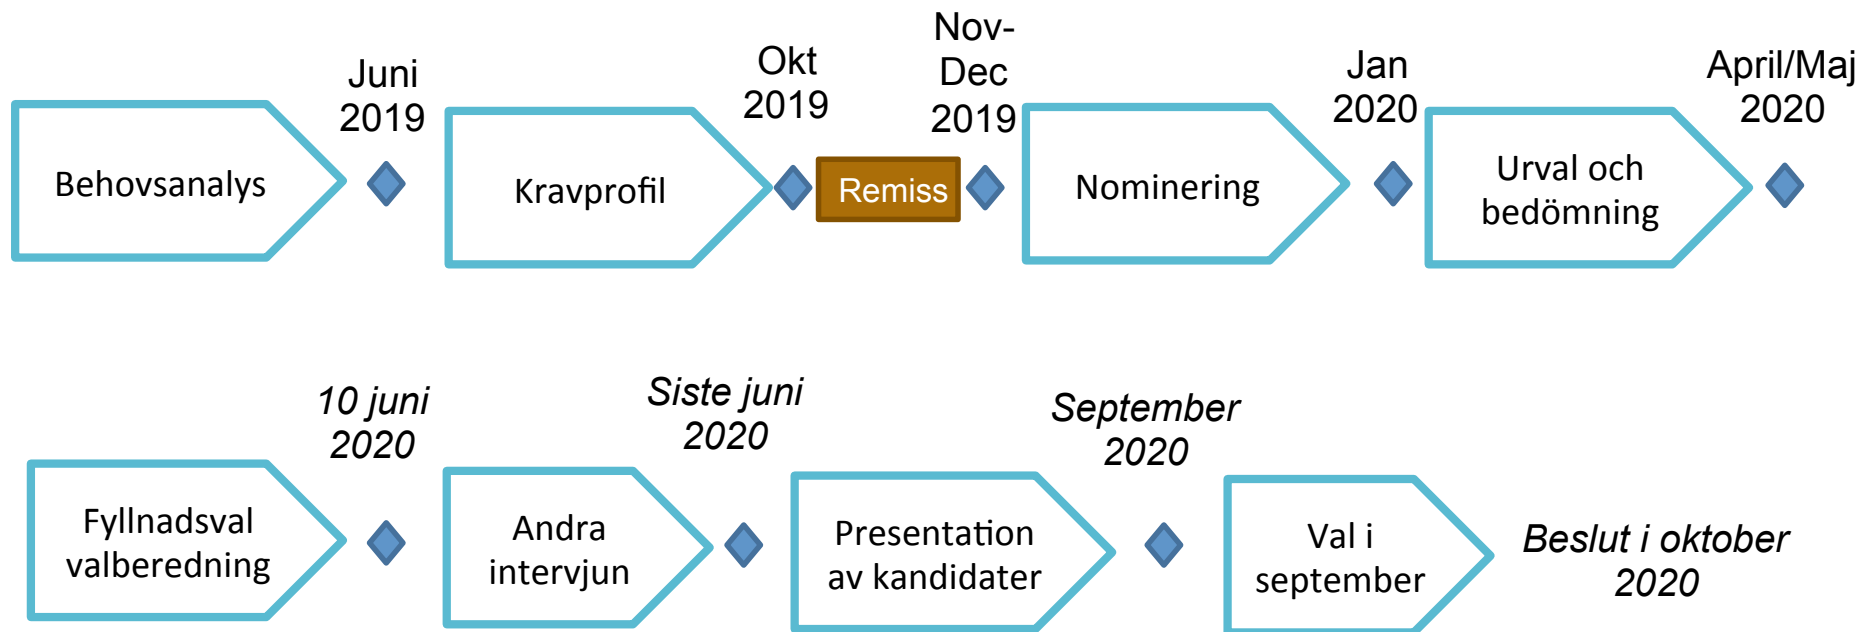 Behovsanalys
Juni
2019
Kravprofil
Okt
2019
Remiss
Nov-
Dec
2019
Nominering
Jan
2020
Urval och
bedömning
April/Maj
2020
Fyllnadsval
valberedning
10 juni
2020
Andra
intervjun
Siste juni
2020
Presentation
av kandidater
September
2020
Val i
september
Beslut i oktober
2020